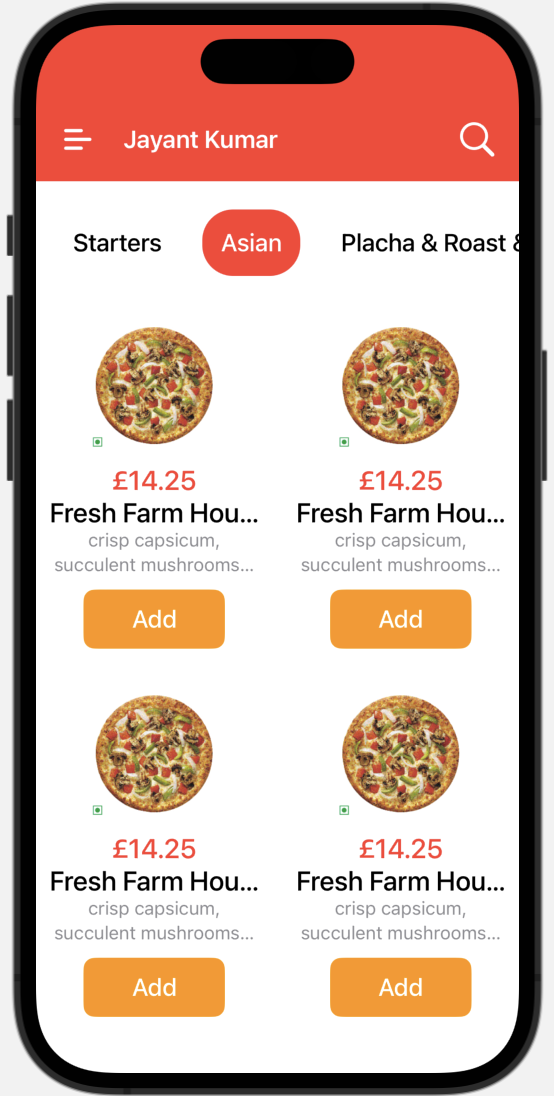 Jayant Kumar
Starters Asian Placha & Roast &
£14.25 £14.25
Fresh Farm Hou... Fresh Farm Hou...
crisp capsicum, crisp capsicum,
succulent mushrooms... succulent mushrooms...
Add Add
£14.25 £14.25
Fresh Farm Hou... Fresh Farm Hou...
crisp capsicum, crisp capsicum,
succulent mushrooms... succulent mushrooms...
Add Add